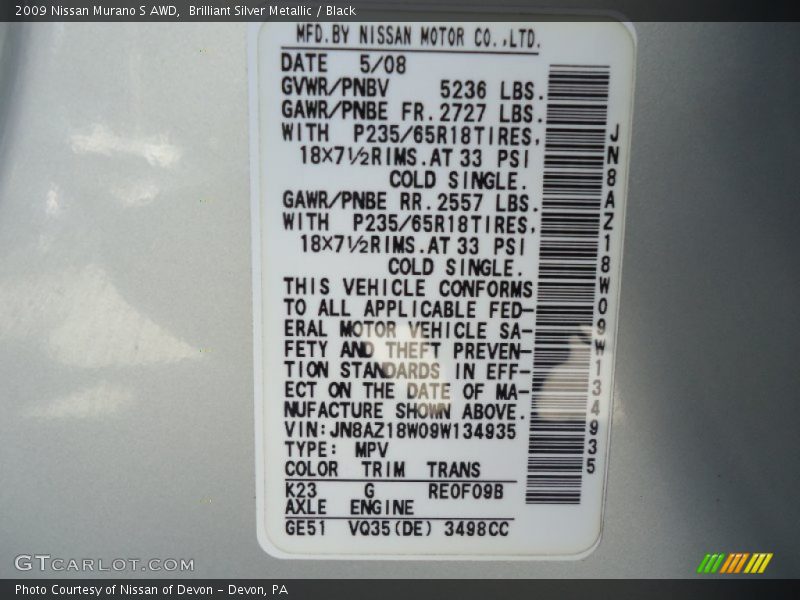 2009 Nissan Murano S AWD,  Brilliant Silver Metallic / Black
MFD.BY NISSAN MOTOR CO.,LTD.
DATE 5/08
GVWR/PNBV 5236 LBS.
GAWR/PNBE FR.2727 LBS.
WITH P235/65R18TIRES,
18×7½RIMS.AT 33 PSI
COLD SINGLE.
GAWR/PNBE RR.2557 LBS.
WITH P235/65R18TIRES,
18×7½RIMS.AT 33 PSI
COLD SINGLE.
THIS VEHICLE CONFORMS
TO ALL APPLICABLE FED-
ERAL MOTOR VEHICLE SA-
FETY AND THEFT PREVEN-
TION STANDARDS IN EFF-
ECT ON THE DATE OF MA-
NUFACTURE SHOWN ABOVE.
VIN:JN8AZ18W09W134935
TYPE: MPV
COLOR TRIM TRANS
K23 G RE0F09B
AXLE ENGINE
GE51 VQ35(DE) 3498CC
JN8AZ18W09W134935
GTCARLOT.COM
Photo Courtesy of Nissan of Devon - Devon, PA